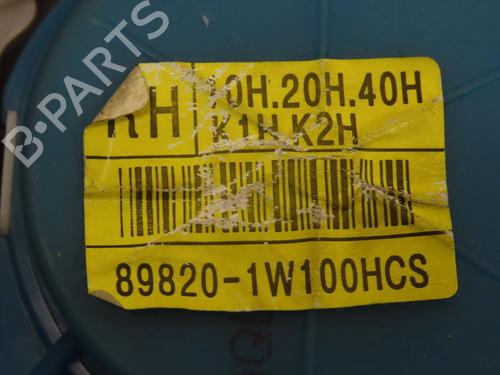 B-PARTS
RH
10H.20H.40H
K1H.K2H
89820-1W100HCS